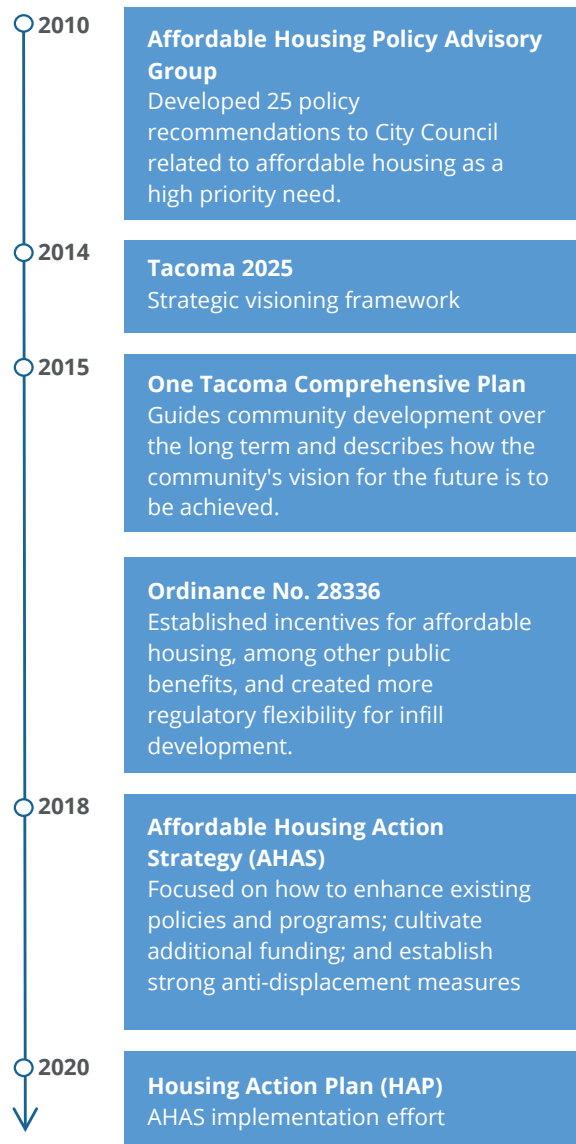 2010
Affordable Housing Policy Advisory
Group
Developed 25 policy
recommendations to City Council
related to affordable housing as a
high priority need.
2014
Tacoma 2025
Strategic visioning framework
2015
One Tacoma Comprehensive Plan
Guides community development over
the long term and describes how the
community's vision for the future is to
be achieved.
Ordinance No. 28336
Established incentives for affordable
housing, among other public
benefits, and created more
regulatory flexibility for infill
development.
2018
Affordable Housing Action
Strategy (AHAS)
Focused on how to enhance existing
policies and programs; cultivate
additional funding; and establish
strong anti-displacement measures
2020
Housing Action Plan (HAP)
AHAS implementation effort